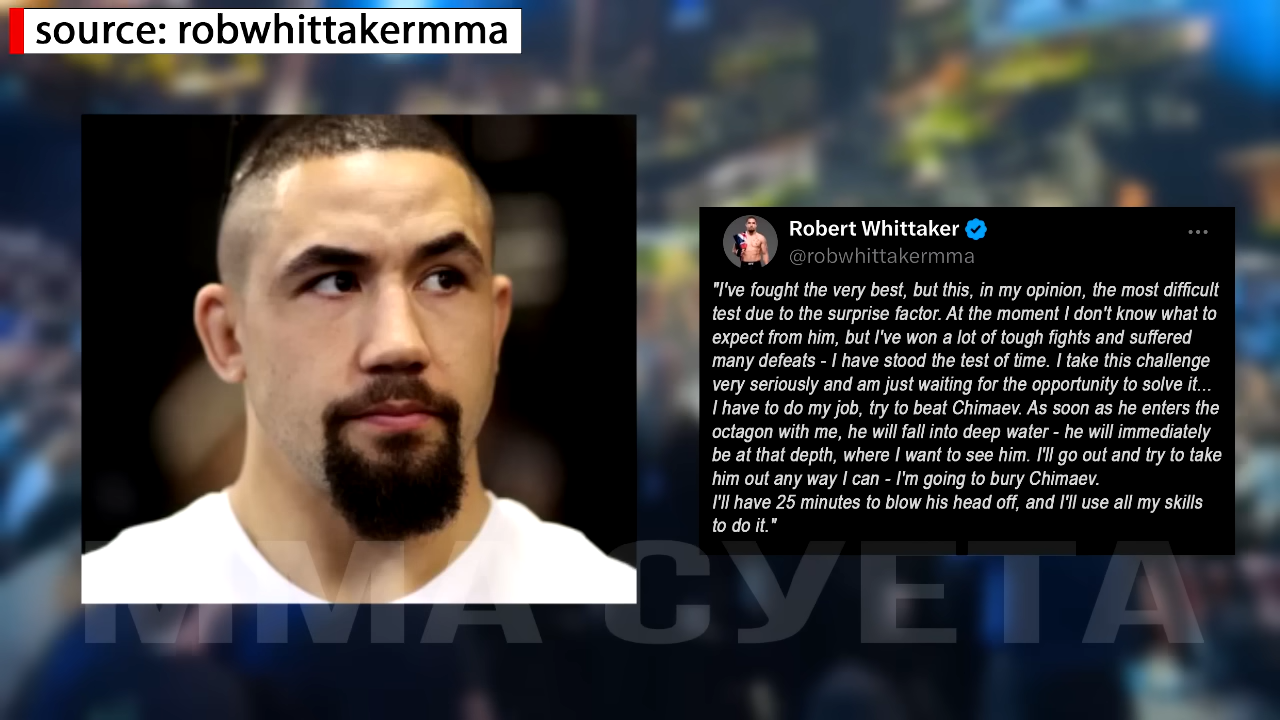 source: robwhittakermma
Robert Whittaker
@robwhittakermma
"I've fought the very best, but this, in my opinion, the most difficult
test due to the surprise factor. At the moment I don't know what to
expect from him, but I've won a lot of tough fights and suffered
many defeats - I have stood the test of time. I take this challenge
very seriously and am just waiting for the opportunity to solve it...
I have to do my job, try to beat Chimaev. As soon as he enters the
octagon with me, he will fall into deep water - he will immediately
be at that depth, where I want to see him. I'll go out and try to take
him out any way I can - I'm going to bury Chimaev.
I'll have 25 minutes to blow his head off, and I'll use all my skills
to do it."
ММА СУЕТА